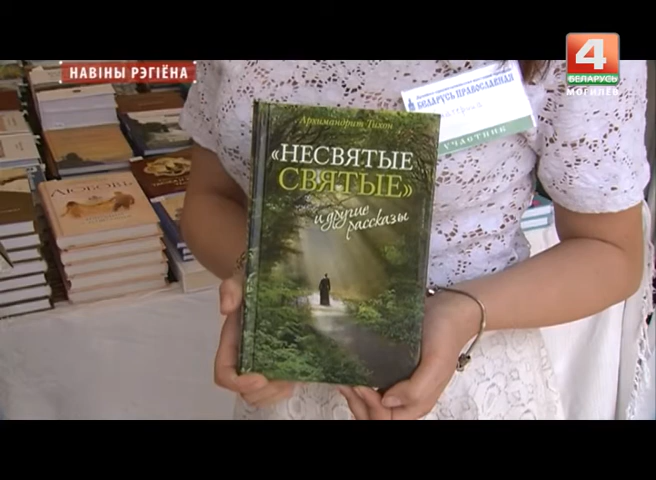 НАВІНЫ РЭГІЁНА
4
БЕЛАРУСЬ
МОГИЛЕВ
БЕЛАРУСЬ ПРАВОСЛАВНАЯ
УЧАСТНИК
Архимандрит Тихон
«НЕСВЯТЫЕ
СВЯТЫЕ»
и другие
рассказы
ЛЮБОВЬ